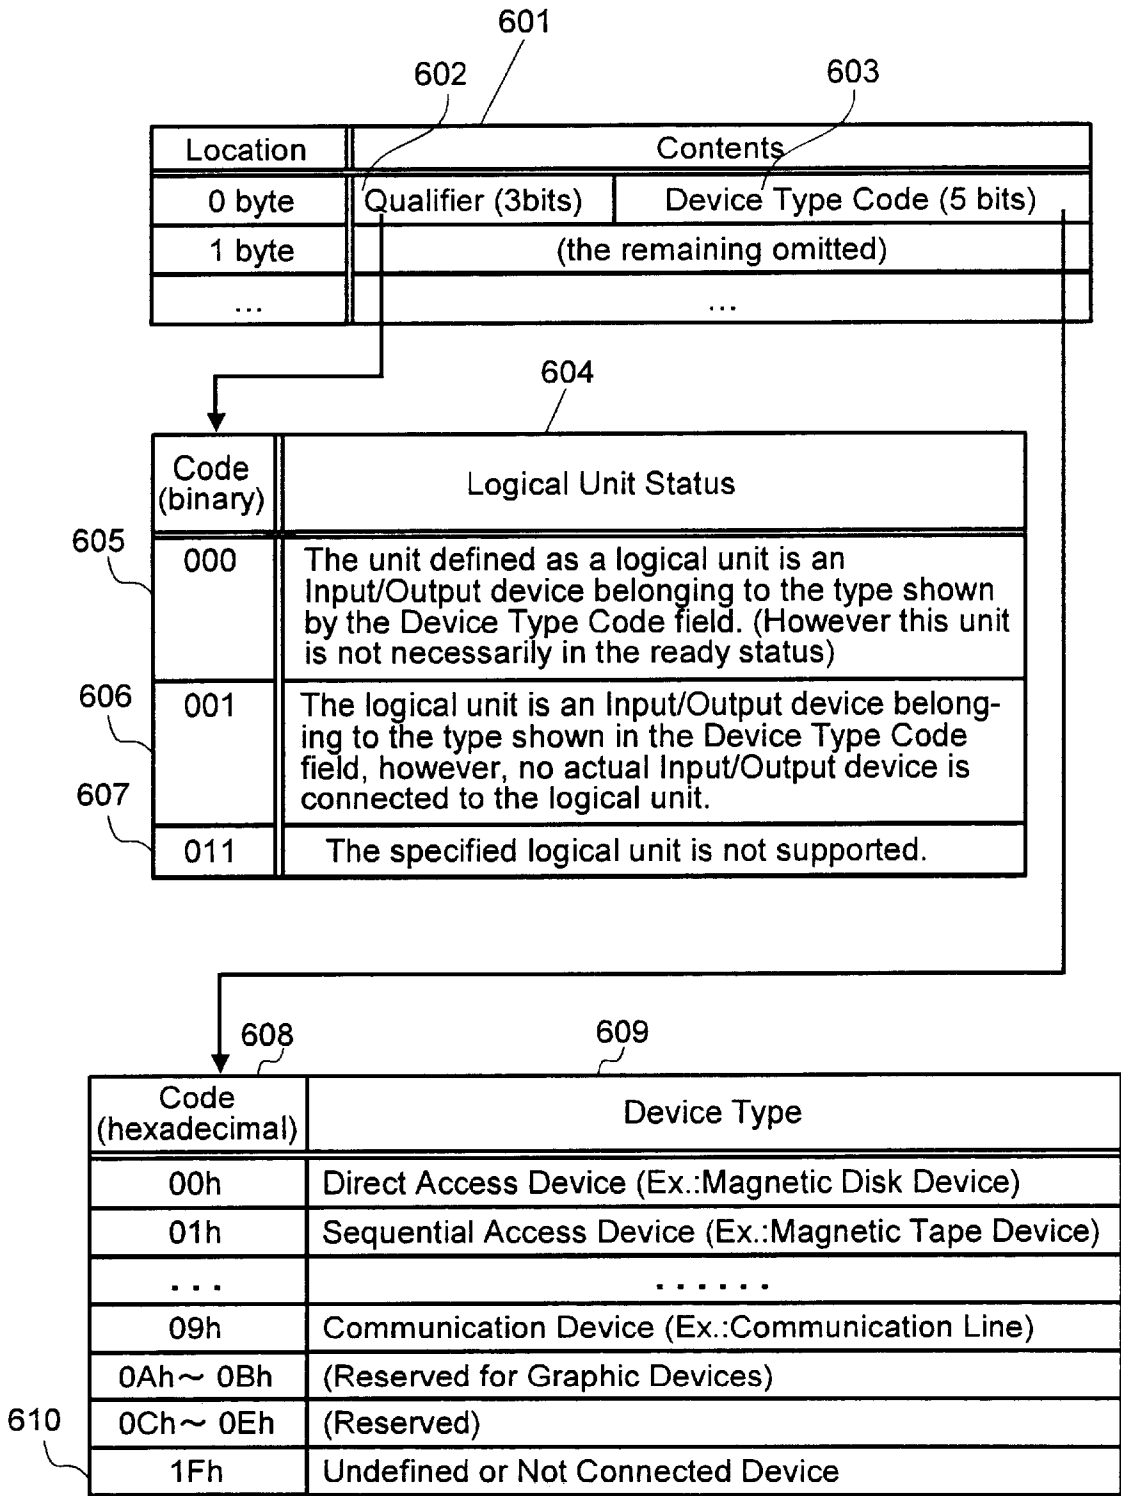 601
602
603
Location Contents
0 byte Qualifier (3bits) Device Type Code (5 bits)
1 byte (the remaining omitted)
... ...
604
Code
(binary)
Logical Unit Status
605
000
The unit defined as a logical unit is an
Input/Output device belonging to the type shown
by the Device Type Code field. (However this unit
is not necessarily in the ready status)
606
001
The logical unit is an Input/Output device belong-
ing to the type shown in the Device Type Code
field, however, no actual Input/Output device is
connected to the logical unit.
607
011 The specified logical unit is not supported.
608
609
Code
(hexadecimal)
Device Type
00h Direct Access Device (Ex.:Magnetic Disk Device)
01h Sequential Access Device (Ex.:Magnetic Tape Device)
... ......
09h Communication Device (Ex.:Communication Line)
0Ah～ 0Bh (Reserved for Graphic Devices)
0Ch～ 0Eh (Reserved)
610
1Fh Undefined or Not Connected Device